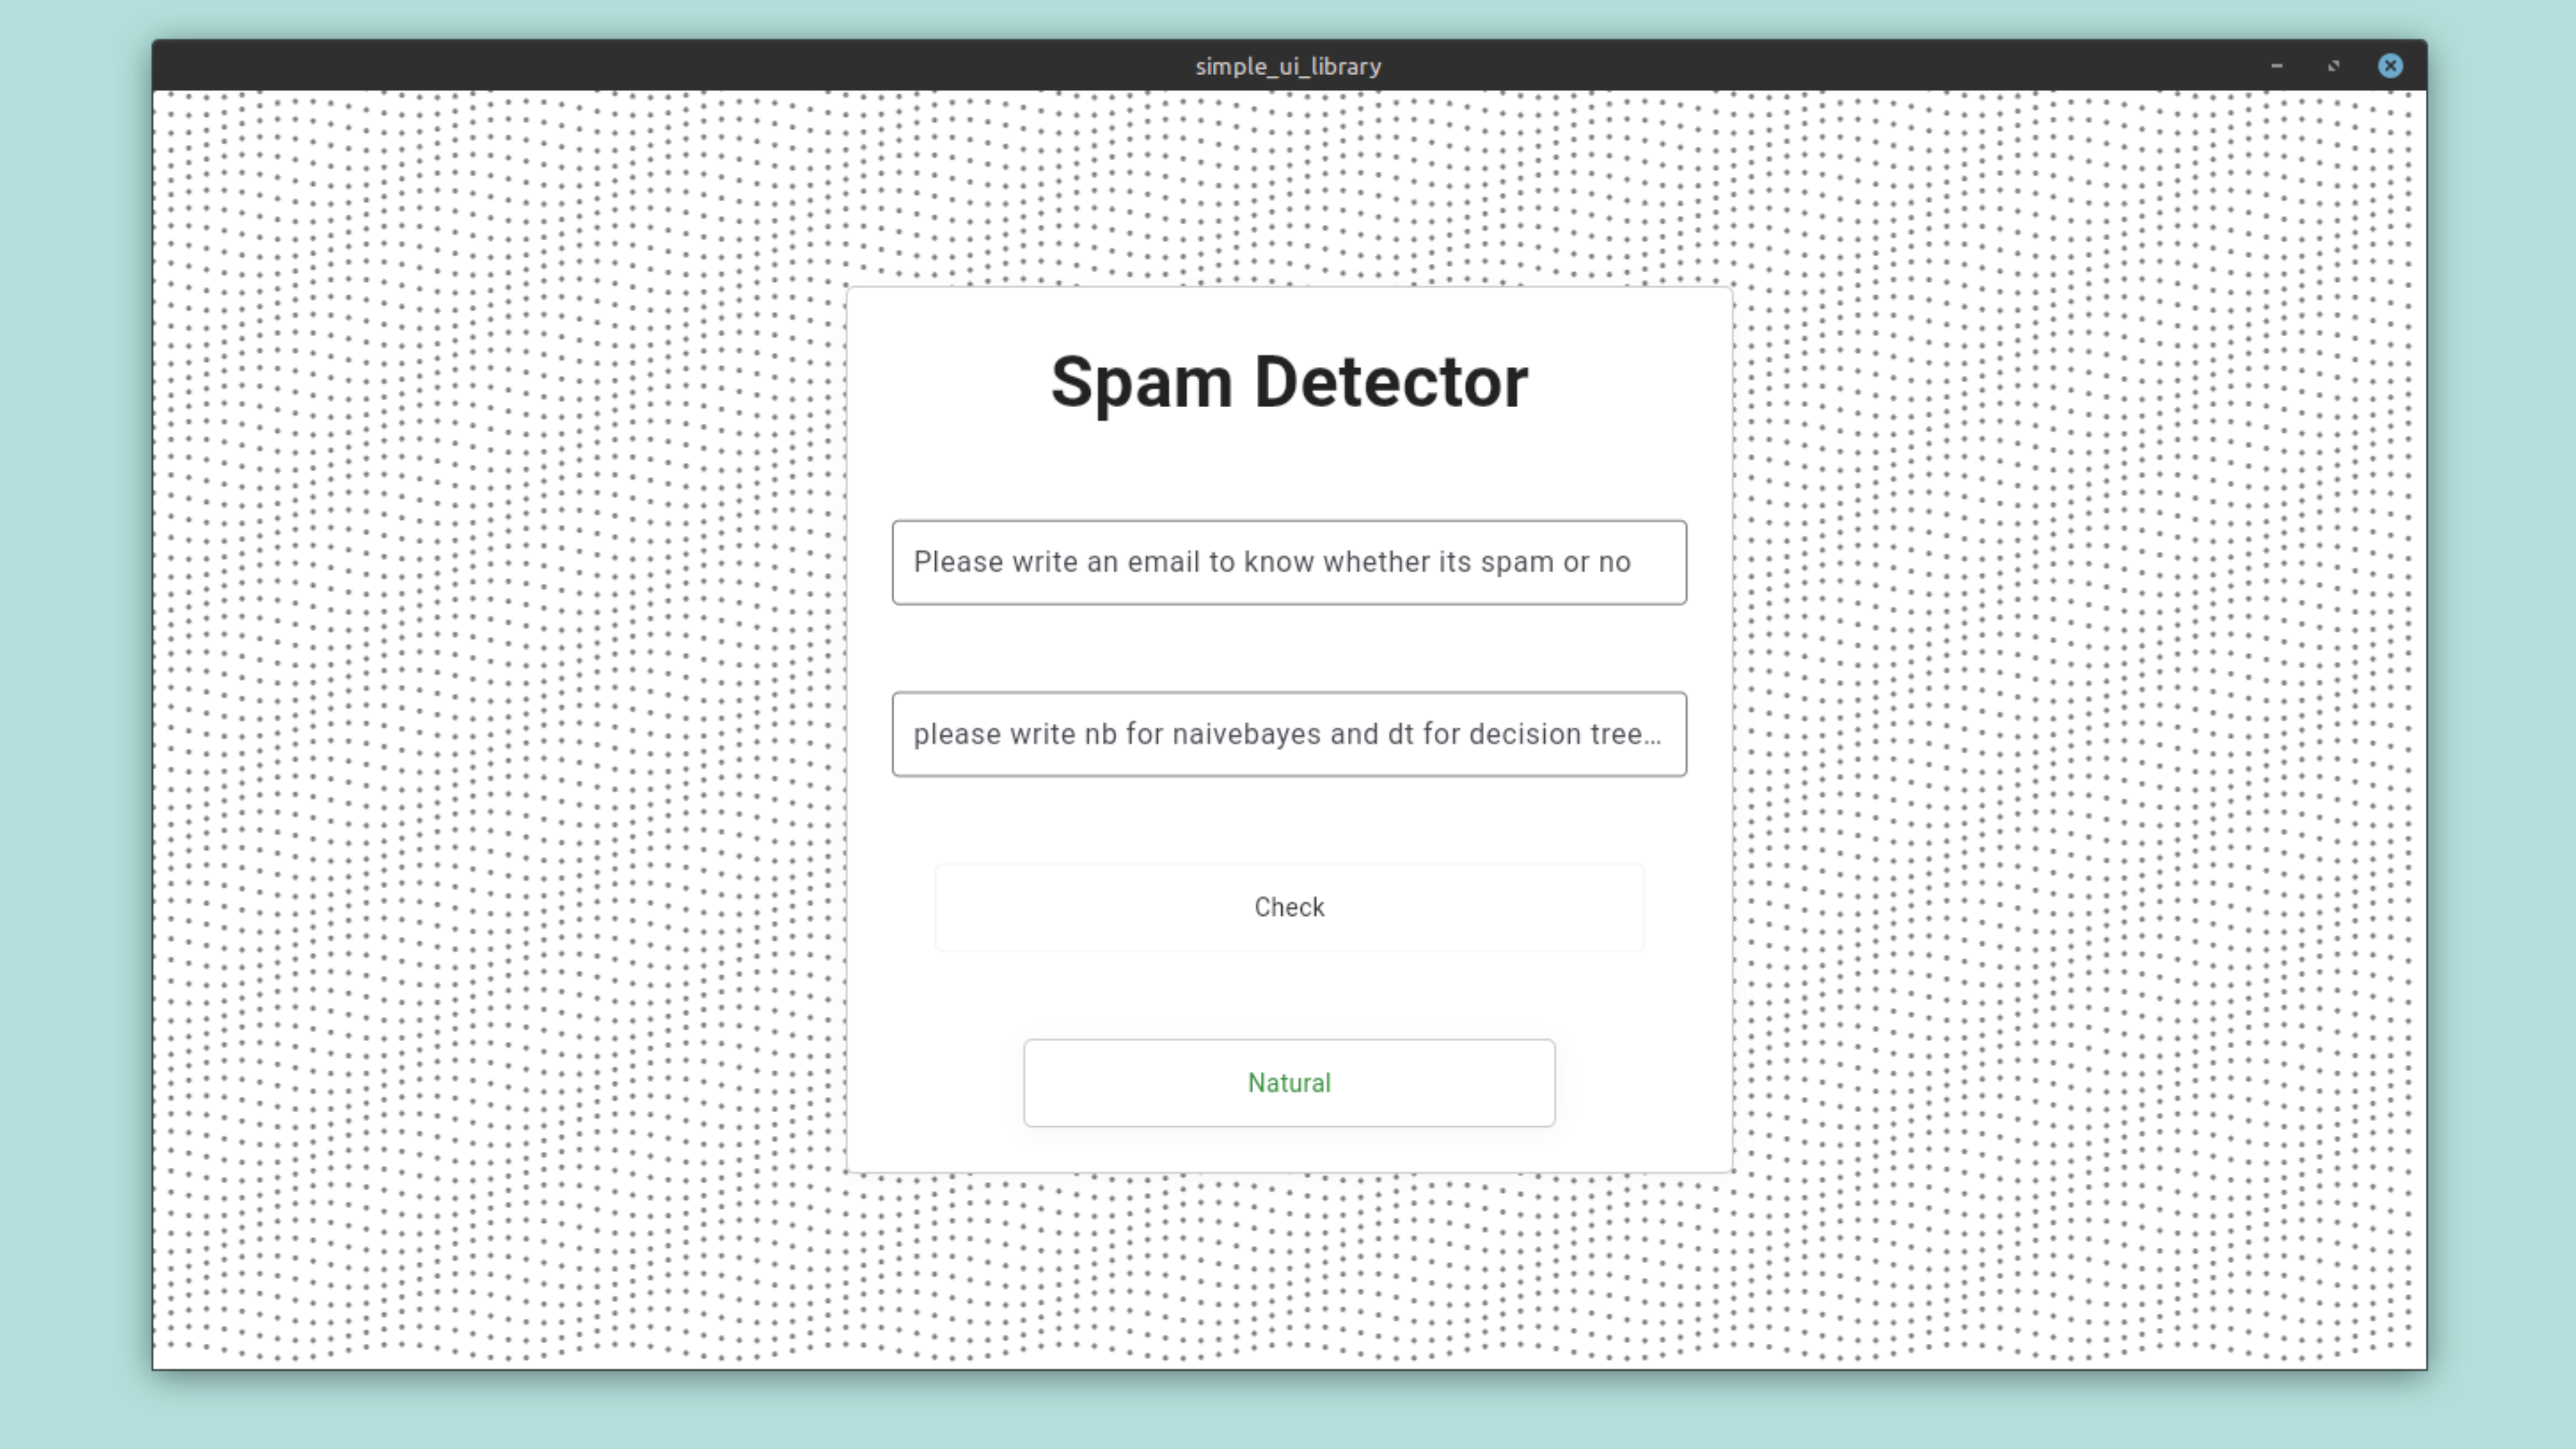 simple_ui_library
Spam Detector
Please write an email to know whether its spam or no
please write nb for naivebayes and dt for decision tree...
Check
Natural